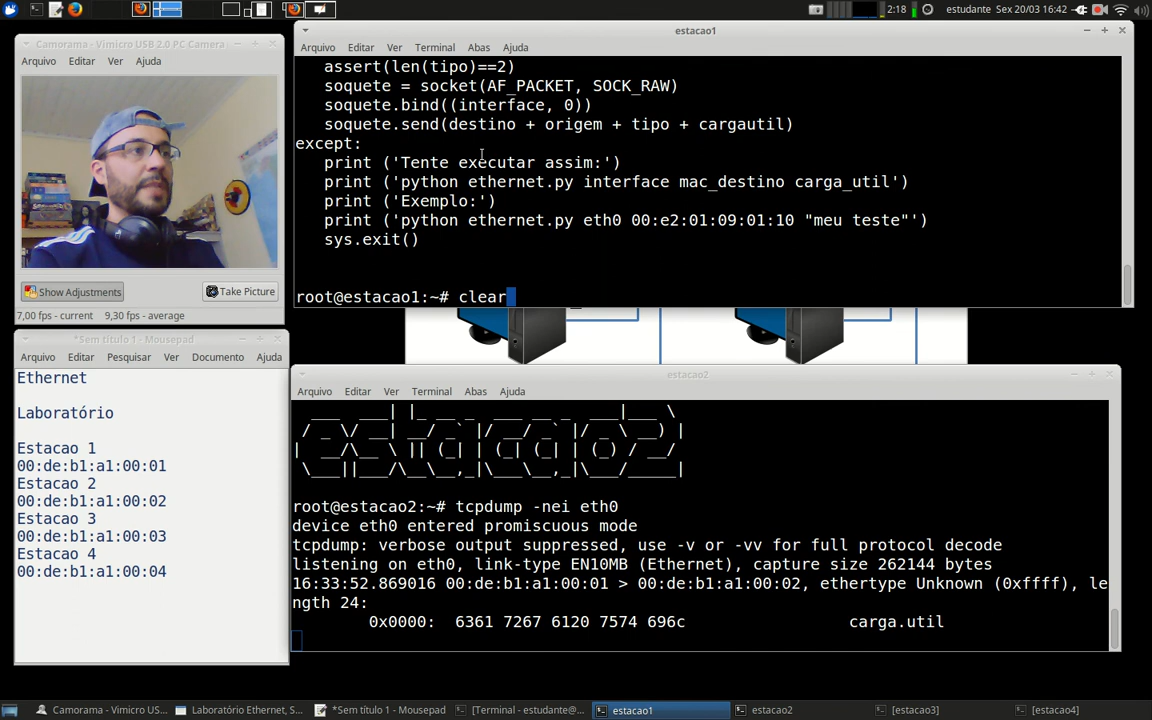 2:18 estudante Sex 20/03 16:42
Camorama - Vimicro USB 2.0 PC Camera
Arquivo Editar Ver Ajuda
Show Adjustments
Take Picture
7,00 fps - current 9,30 fps - average
*Sem título 1 - Mousepad
Arquivo Editar Pesquisar Ver Documento Ajuda
Ethernet
Laboratório
Estacao 1
00:de:b1:a1:00:01
Estacao 2
00:de:b1:a1:00:02
Estacao 3
00:de:b1:a1:00:03
Estacao 4
00:de:b1:a1:00:04
estacao1
Arquivo Editar Ver Terminal Abas Ajuda
assert(len(tipo)==2)
soquete = socket(AF_PACKET, SOCK_RAW)
soquete.bind((interface, 0))
soquete.send(destino + origem + tipo + cargautil)
except:
print ('Tente executar assim:')
print ('python ethernet.py interface mac_destino carga_util')
print ('Exemplo:')
print ('python ethernet.py eth0 00:e2:01:09:01:10 "meu teste"')
sys.exit()
root@estacao1:~# clear
estacao2
Arquivo Editar Ver Terminal Abas Ajuda
estacao2
root@estacao2:~# tcpdump -nei eth0
device eth0 entered promiscuous mode
tcpdump: verbose output suppressed, use -v or -vv for full protocol decode
listening on eth0, link-type EN10MB (Ethernet), capture size 262144 bytes
16:33:52.869016 00:de:b1:a1:00:01 > 00:de:b1:a1:00:02, ethertype Unknown (0xffff), le
ngth 24:
0x0000: 6361 7267 6120 7574 696c carga.util
Camorama - Vimicro US...
Laboratório Ethernet, S...
*Sem título 1 - Mousepad
[Terminal - estudante@...
estacao1
estacao2
[estacao3]
[estacao4]